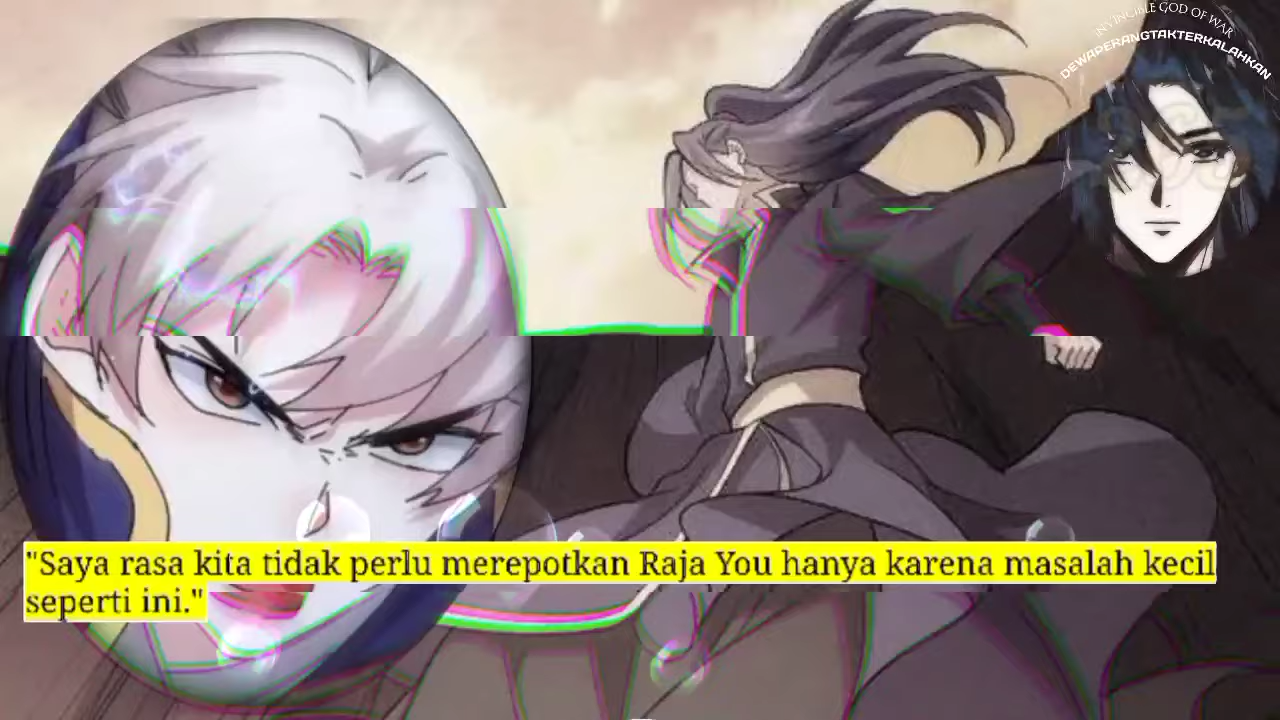 INVINCIBLE GOD OF WAR
DEWAPERANGTAKTERKALAHKAN
"Saya rasa kita tidak perlu merepotkan Raja You hanya karena masalah kecil
seperti ini."